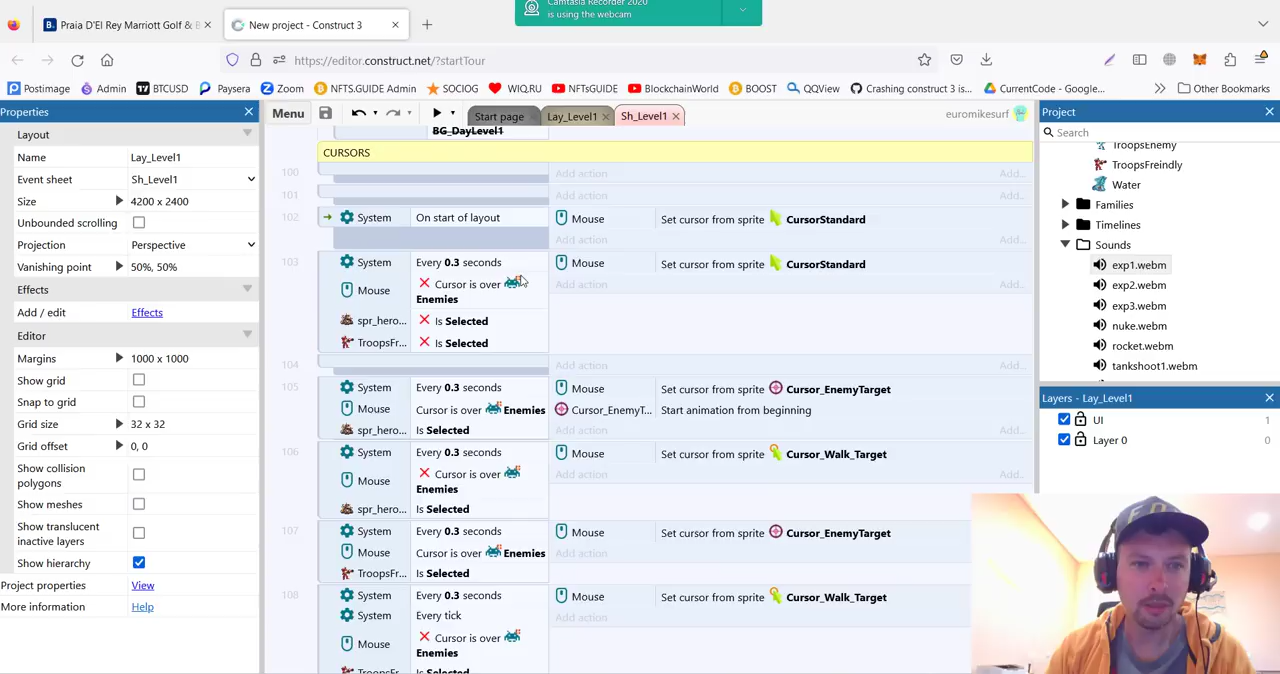 Camtasia Recorder 2020
is using the webcam
Praia D'El Rey Marriott Golf & B
New project - Construct 3
https://editor.construct.net/?startTour
Postimage
Admin
BTCUSD
Paysera
Zoom
NFTS.GUIDE Admin
SOCIOG
WIQ.RU
NFTsGUIDE
BlockchainWorld
BOOST
QQView
Crashing construct 3 is...
CurrentCode - Google...
Other Bookmarks
Properties
Menu
Start page
Lay_Level1
Sh_Level1
euromikesurf
Project
Layout
Name
Lay_Level1
Event sheet
Sh_Level1
Size
4200 x 2400
Unbounded scrolling
Projection
Perspective
Vanishing point
50%, 50%
Effects
Add / edit
Effects
Editor
Margins
1000 x 1000
Show grid
Snap to grid
Grid size
32 x 32
Grid offset
0, 0
Show collision
polygons
Show meshes
Show translucent
inactive layers
Show hierarchy
Project properties
View
More information
Help
BG_DayLevel1
CURSORS
100
Add action
Add...
101
Add action
Add...
102
System
On start of layout
Mouse
Set cursor from sprite
CursorStandard
Add action
Add...
103
System
Every 0.3 seconds
Mouse
Set cursor from sprite
CursorStandard
Mouse
Cursor is over
Enemies
Add action
Add...
spr_hero...
Is Selected
TroopsFr...
Is Selected
104
Add action
Add...
105
System
Every 0.3 seconds
Mouse
Set cursor from sprite
Cursor_EnemyTarget
Mouse
Cursor is over
Enemies
Cursor_EnemyT...
Start animation from beginning
spr_hero...
Is Selected
Add action
Add...
106
System
Every 0.3 seconds
Mouse
Set cursor from sprite
Cursor_Walk_Target
Mouse
Cursor is over
Enemies
Add action
Add...
spr_hero...
Is Selected
107
System
Every 0.3 seconds
Mouse
Set cursor from sprite
Cursor_EnemyTarget
Mouse
Cursor is over
Enemies
Add action
TroopsFr...
Is Selected
108
System
Every 0.3 seconds
Mouse
Set cursor from sprite
Cursor_Walk_Target
System
Every tick
Add action
Mouse
Cursor is over
Enemies
TroopsFr...
Is Selected
Search
TroopsEnemy
TroopsFreindly
Water
Families
Timelines
Sounds
exp1.webm
exp2.webm
exp3.webm
nuke.webm
rocket.webm
tankshoot1.webm
Layers - Lay_Level1
UI
1
Layer 0
0